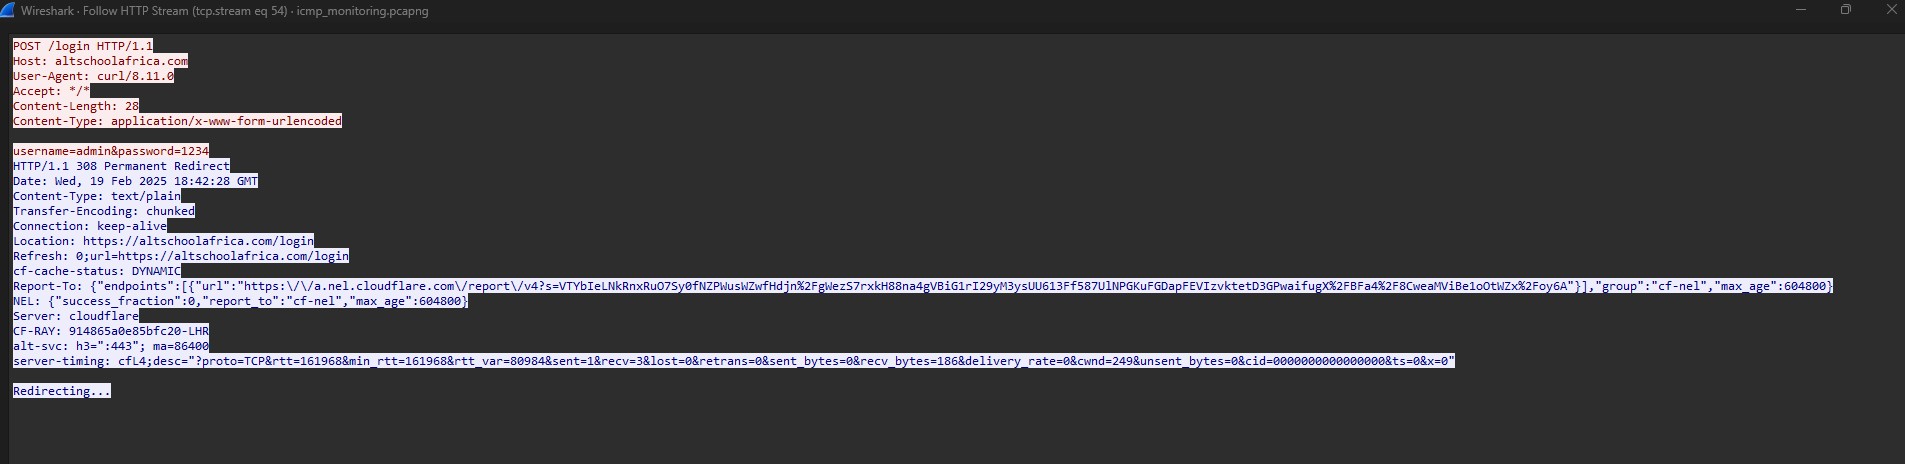 Wireshark · Follow HTTP Stream (tcp.stream eq 54) · icmp_monitoring.pcapng
POST /login HTTP/1.1
Host: altschoolafrica.com
User-Agent: curl/8.11.0
Accept: */*
Content-Length: 28
Content-Type: application/x-www-form-urlencoded
username=admin&password=1234
HTTP/1.1 308 Permanent Redirect
Date: Wed, 19 Feb 2025 18:42:28 GMT
Content-Type: text/plain
Transfer-Encoding: chunked
Connection: keep-alive
Location: https://altschoolafrica.com/login
Refresh: 0;url=https://altschoolafrica.com/login
cf-cache-status: DYNAMIC
Report-To: {"endpoints":[{"url":"https:\/\/a.nel.cloudflare.com\/report\/v4?s=VTYbIeLNkRnxRuO7Sy0fNZPWusWZwfHdjn%2FgWezS7rxkH88na4gVBiG1rI29yM3ysUU613Ff587UlNPGKuFGDapFEVIzvktetD3GPwaifugX%2FBFa4%2F8CweaMViBe1oOtWZx%2Foy6A"}],"group":"cf-nel","max_age":604800}
NEL: {"success_fraction":0,"report_to":"cf-nel","max_age":604800}
Server: cloudflare
CF-RAY: 914865a0e85bfc20-LHR
alt-svc: h3=":443"; ma=86400
server-timing: cfL4;desc="?proto=TCP&rtt=161968&min_rtt=161968&rtt_var=80984&sent=1&recv=3&lost=0&retrans=0&sent_bytes=0&recv_bytes=186&delivery_rate=0&cwnd=249&unsent_bytes=0&cid=0000000000000000&ts=0&x=0"
Redirecting...